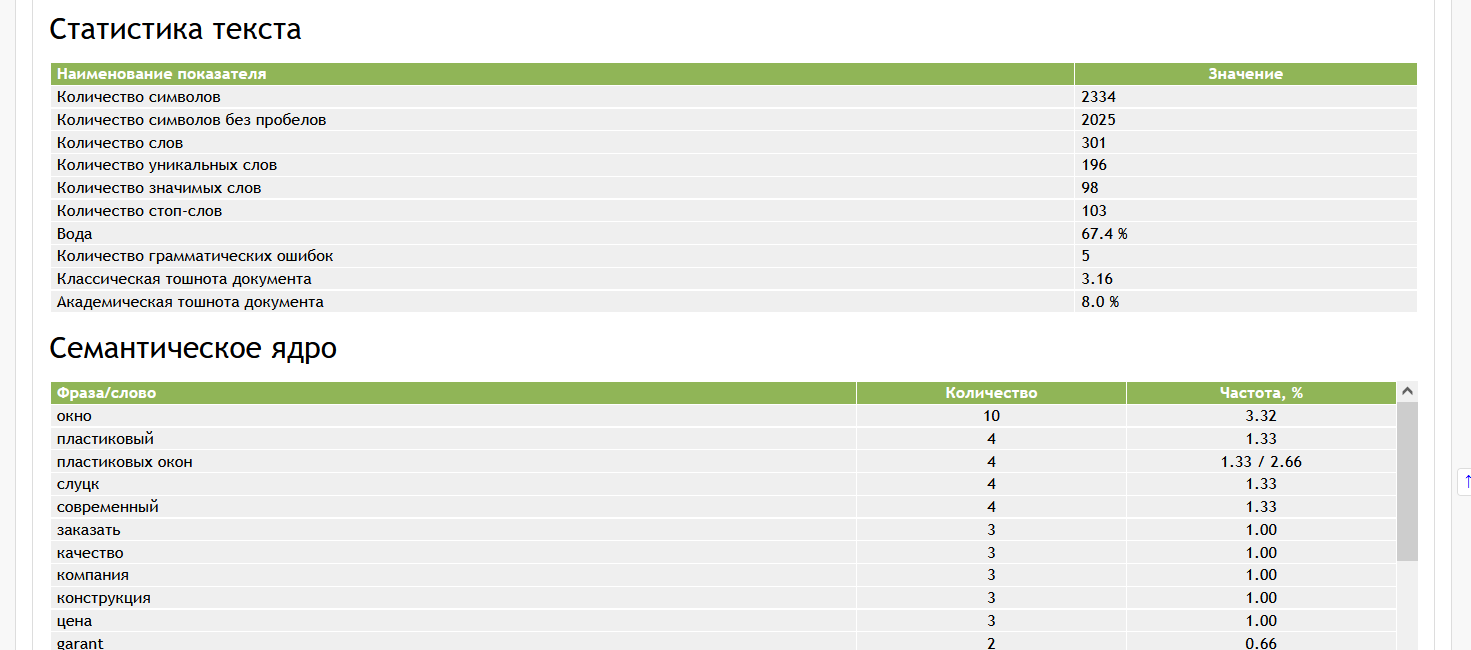 Статистика текста
Наименование показателя Значение
Количество символов 2334
Количество символов без пробелов 2025
Количество слов 301
Количество уникальных слов 196
Количество значимых слов 98
Количество стоп-слов 103
Вода 67.4 %
Количество грамматических ошибок 5
Классическая тошнота документа 3.16
Академическая тошнота документа 8.0 %
Семантическое ядро
Фраза/слово Количество Частота, %
окно 10 3.32
пластиковый 4 1.33
пластиковых окон 4 1.33 / 2.66
слуцк 4 1.33
современный 4 1.33
заказать 3 1.00
качество 3 1.00
компания 3 1.00
конструкция 3 1.00
цена 3 1.00
garant 2 0.66